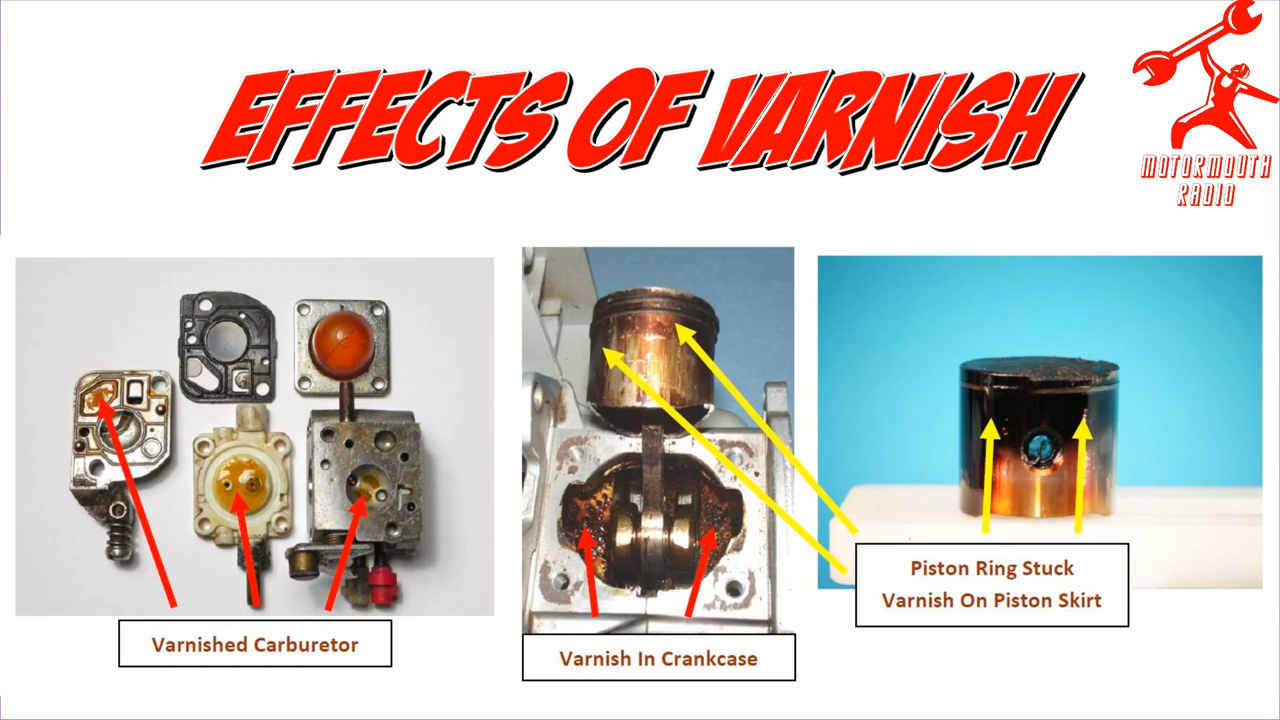 EFFECTS OF VARNISH
MOTORMOUTH
RADIO
Varnished Carburetor
Varnish In Crankcase
Piston Ring Stuck
Varnish On Piston Skirt